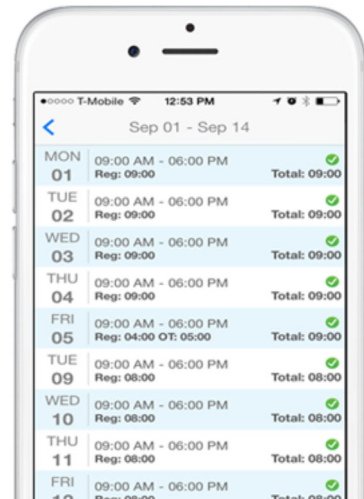 T-Mobile 12:53 PM
Sep 01 - Sep 14
MON 09:00 AM - 06:00 PM
01 Reg: 09:00 Total: 09:00
TUE 09:00 AM - 06:00 PM
02 Reg: 09:00 Total: 09:00
WED 09:00 AM - 06:00 PM
03 Reg: 09:00 Total: 09:00
THU 09:00 AM - 06:00 PM
04 Reg: 09:00 Total: 09:00
FRI 09:00 AM - 06:00 PM
05 Reg: 04:00 OT: 05:00 Total: 09:00
TUE 09:00 AM - 06:00 PM
09 Reg: 08:00 Total: 08:00
WED 09:00 AM - 06:00 PM
10 Reg: 08:00 Total: 08:00
THU 09:00 AM - 06:00 PM
11 Reg: 08:00 Total: 08:00
FRI 09:00 AM - 06:00 PM